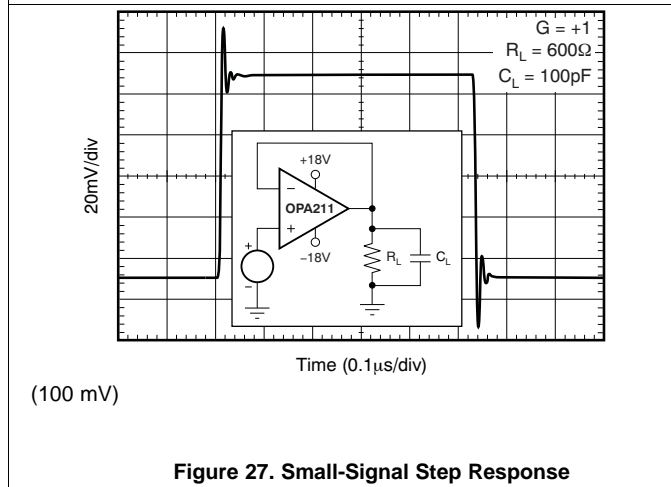 G = +1
R_L = 600Ω
C_L = 100pF
20mV/div
+18V
−
OPA211
+
−18V
+
−
R_L
C_L
Time (0.1μs/div)
(100 mV)
Figure 27. Small-Signal Step Response